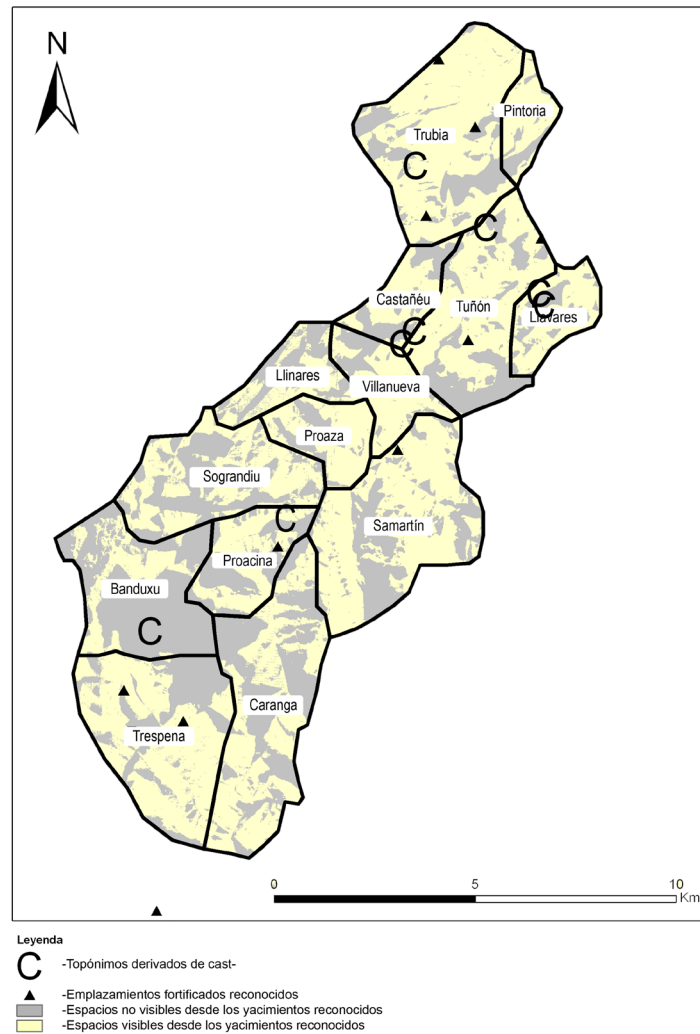 N
Pintoria
Trubia
C
C
Castañéu
Tuñón
C
C
Llavares
C
C
Llinares
Villanueva
Proaza
Sograndiu
C
Samartín
Proacina
Banduxu
C
Caranga
Trespena
0 5 10
Km
Leyenda
C -Topónimos derivados de cast-
-Emplazamientos fortificados reconocidos
-Espacios no visibles desde los yacimientos reconocidos
-Espacios visibles desde los yacimientos reconocidos